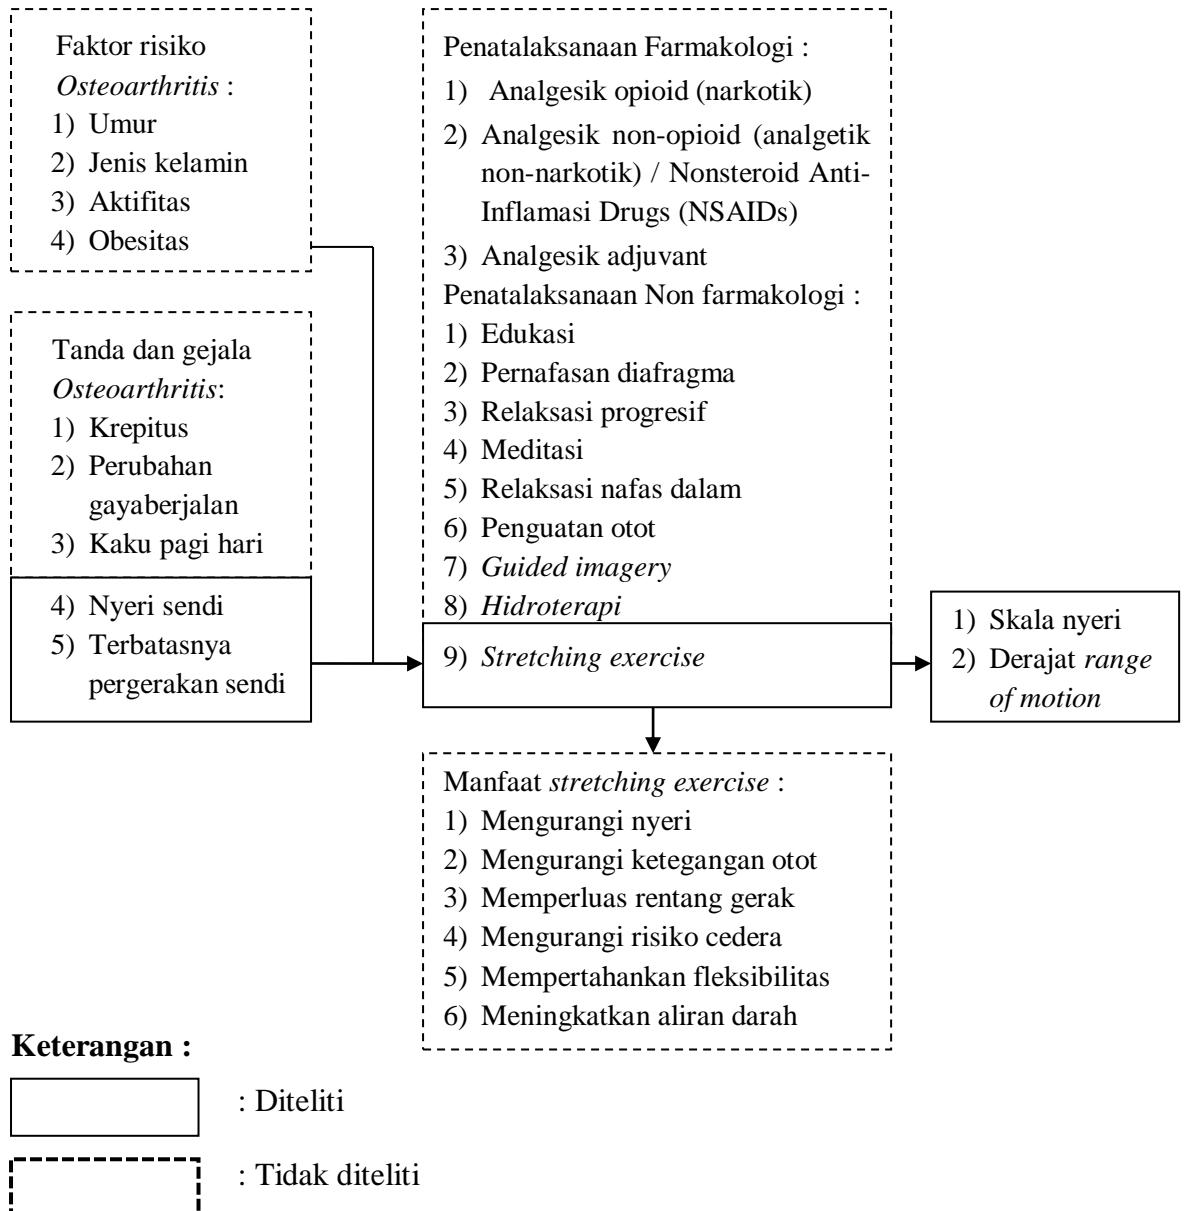 Faktor risiko
Osteoarthritis :
1) Umur
2) Jenis kelamin
3) Aktifitas
4) Obesitas
Tanda dan gejala
Osteoarthritis:
1) Krepitus
2) Perubahan
gayaberjalan
3) Kaku pagi hari
4) Nyeri sendi
5) Terbatasnya
pergerakan sendi
Penatalaksanaan Farmakologi :
1) Analgesik opioid (narkotik)
2) Analgesik non-opioid (analgetik
non-narkotik) / Nonsteroid Anti-
Inflamasi Drugs (NSAIDs)
3) Analgesik adjuvant
Penatalaksanaan Non farmakologi :
1) Edukasi
2) Pernafasan diafragma
3) Relaksasi progresif
4) Meditasi
5) Relaksasi nafas dalam
6) Penguatan otot
7) Guided imagery
8) Hidroterapi
9) Stretching exercise
1) Skala nyeri
2) Derajat range
of motion
Manfaat stretching exercise :
1) Mengurangi nyeri
2) Mengurangi ketegangan otot
3) Memperluas rentang gerak
4) Mengurangi risiko cedera
5) Mempertahankan fleksibilitas
6) Meningkatkan aliran darah
Keterangan :
: Diteliti
: Tidak diteliti